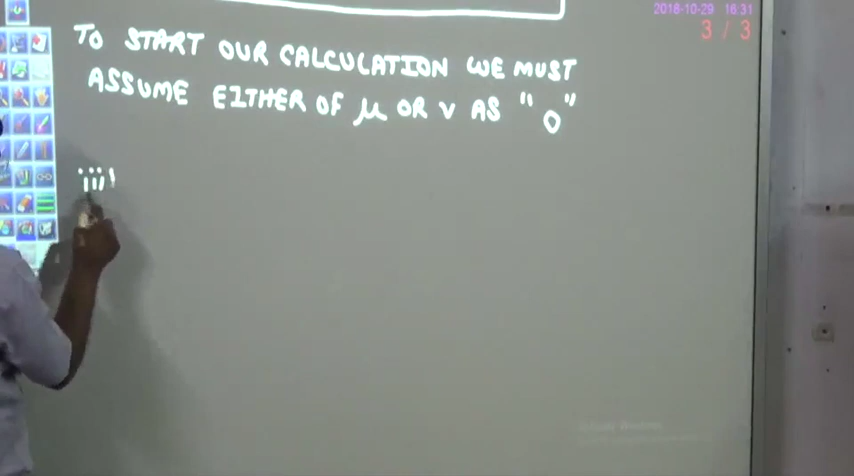 2016-10-29 16:31
3 / 3
TO START OUR CALCULATION WE MUST
ASSUME EITHER OF μ OR v AS "0"
iii)